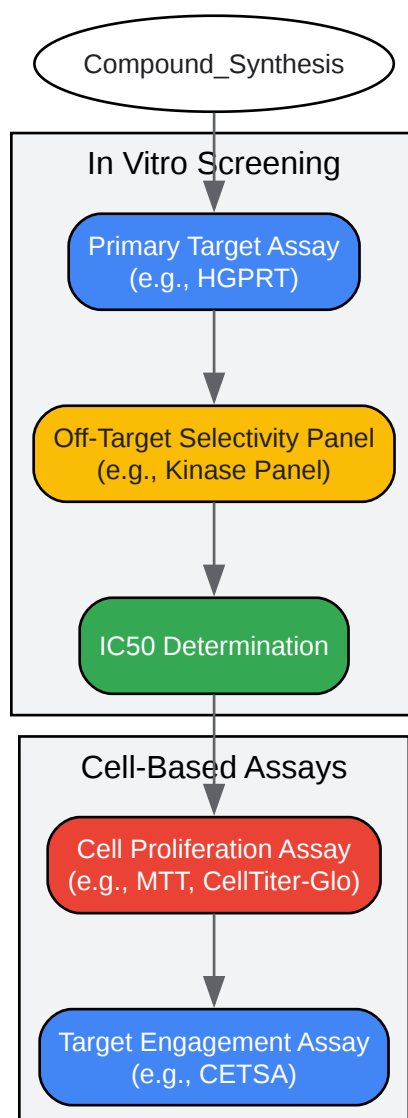 Compound_Synthesis
In Vitro Screening
Primary Target Assay
(e.g., HGPRT)
Off-Target Selectivity Panel
(e.g., Kinase Panel)
IC50 Determination
Cell-Based Assays
Cell Proliferation Assay
(e.g., MTT, CellTiter-Glo)
Target Engagement Assay
(e.g., CETSA)